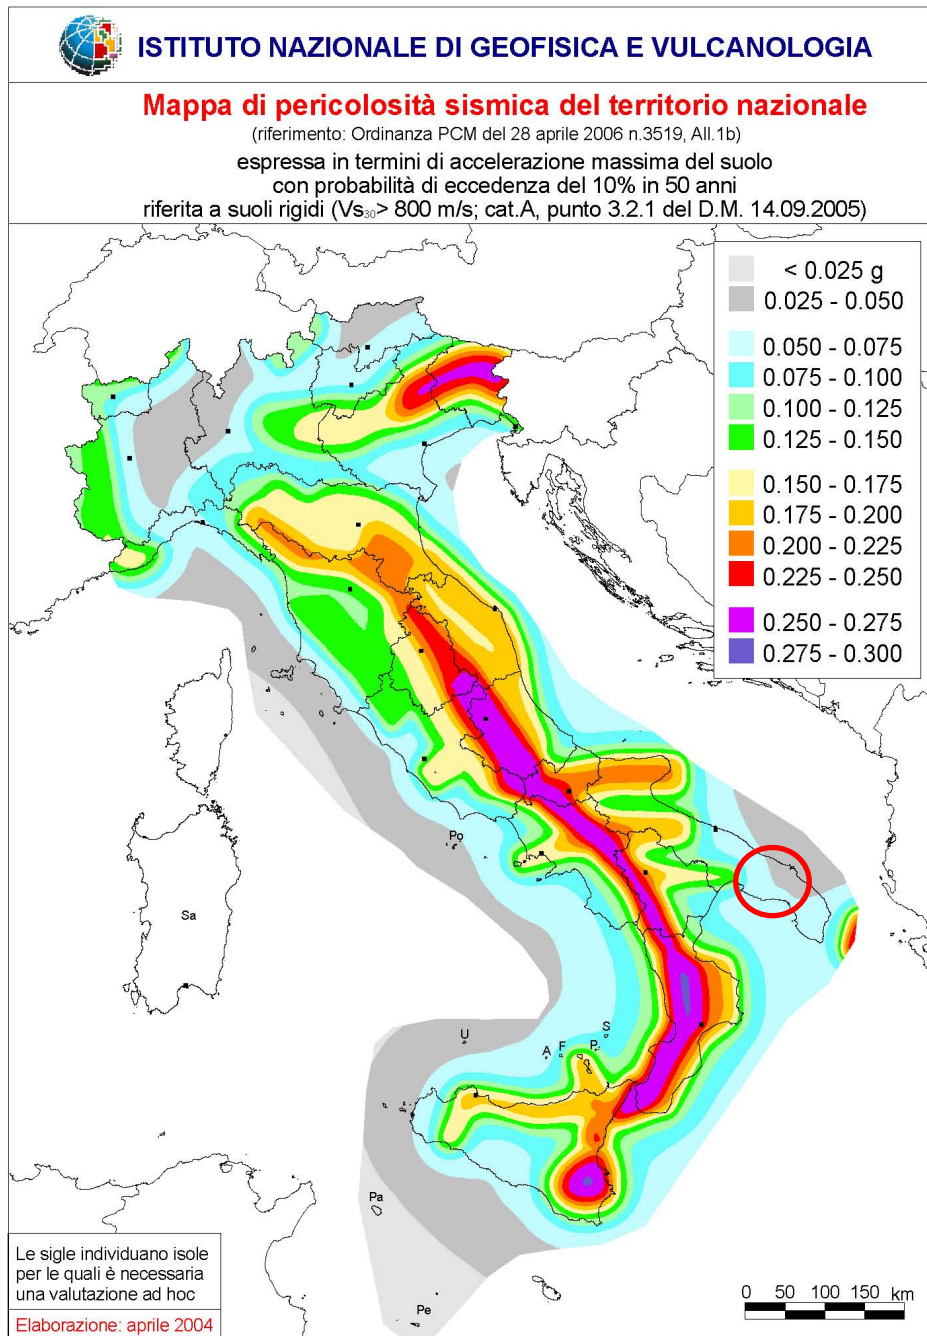 ISTITUTO NAZIONALE DI GEOFISICA E VULCANOLOGIA
Mappa di pericolosità sismica del territorio nazionale
(riferimento: Ordinanza PCM del 28 aprile 2006 n.3519, All.1b)
espressa in termini di accelerazione massima del suolo
con probabilità di eccedenza del 10% in 50 anni
riferita a suoli rigidi (Vs30> 800 m/s; cat.A, punto 3.2.1 del D.M. 14.09.2005)
< 0.025 g
0.025 - 0.050
0.050 - 0.075
0.075 - 0.100
0.100 - 0.125
0.125 - 0.150
0.150 - 0.175
0.175 - 0.200
0.200 - 0.225
0.225 - 0.250
0.250 - 0.275
0.275 - 0.300
Po
Sa
U
A
F
P
S
Pa
Pe
Le sigle individuano isole
per le quali è necessaria
una valutazione ad hoc
Elaborazione: aprile 2004
0 50 100 150 km